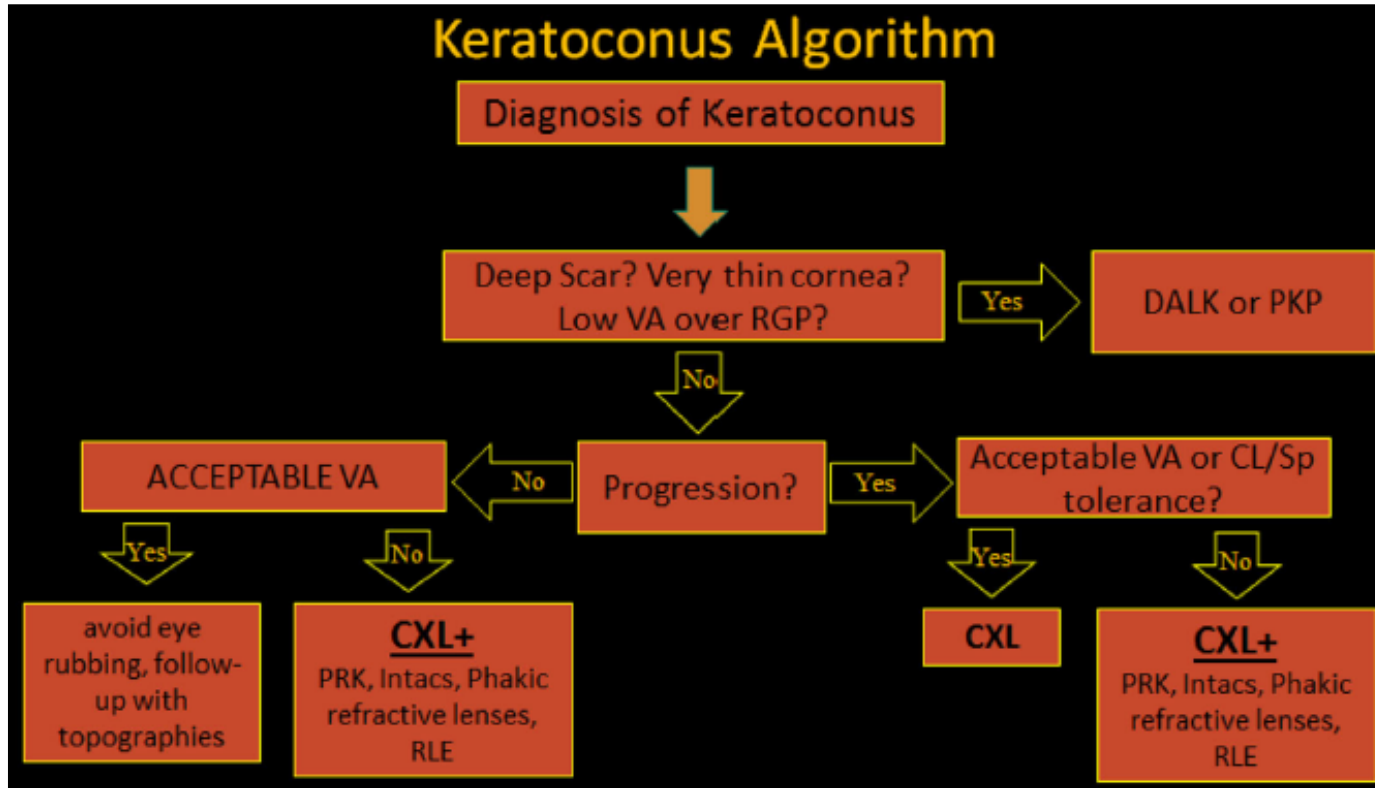 Keratoconus Algorithm
Diagnosis of Keratoconus
Deep Scar? Very thin cornea?
Low VA over RGP?
Yes
DALK or PKP
No
ACCEPTABLE VA
No
Progression?
Yes
Acceptable VA or CL/Sp
tolerance?
Yes
No
Yes
No
avoid eye
rubbing, follow-
up with
topographies
CXL+
PRK, Intacs, Phakic
refractive lenses,
RLE
CXL
CXL+
PRK, Intacs, Phakic
refractive lenses,
RLE